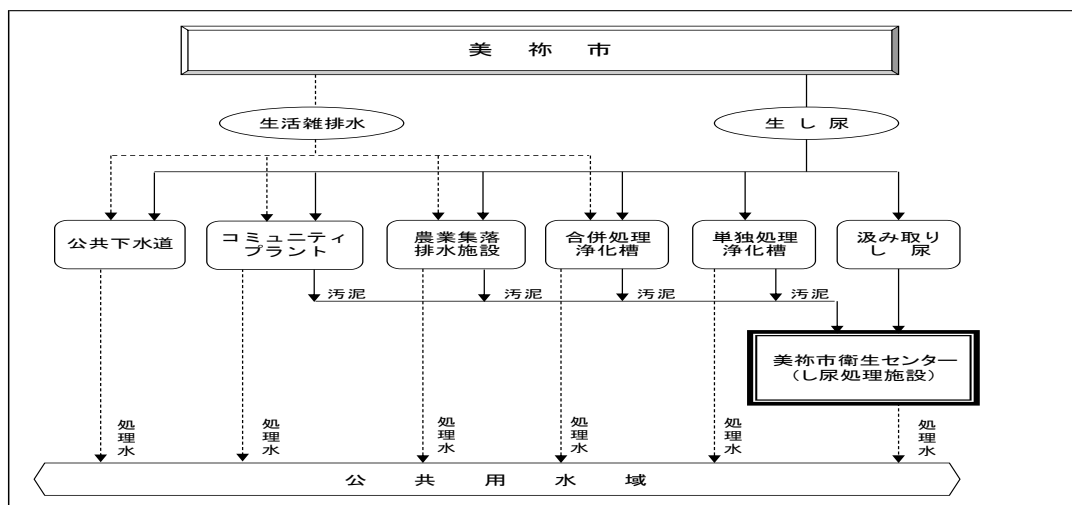 美祢市
生活雑排水
生し尿
公共下水道
コミュニティ
プラント
農業集落
排水施設
合併処理
浄化槽
単独処理
浄化槽
汲み取り
し尿
汚泥
汚泥
汚泥
汚泥
美祢市衛生センター
(し尿処理施設)
処理水
処理水
処理水
処理水
処理水
処理水
公共用水域